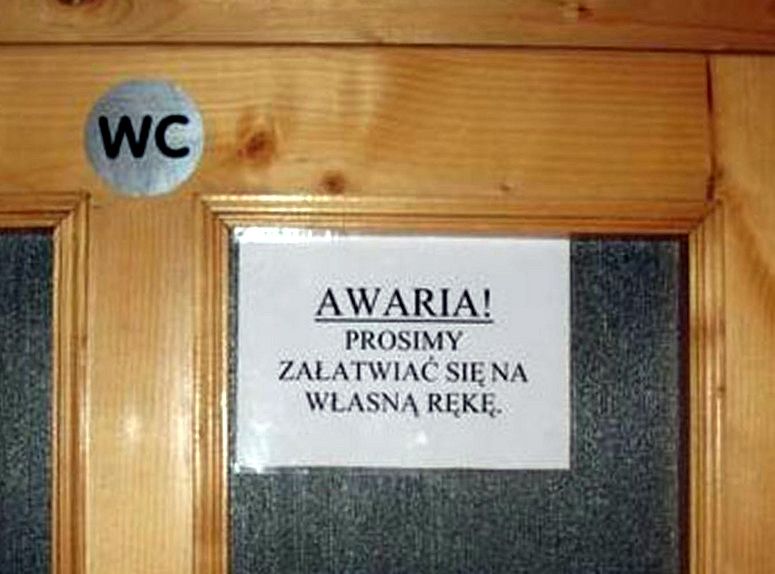 WC
AWARIA!
PROSIMY
ZAŁATWIAĆ SIĘ NA
WŁASNĄ RĘKĘ.